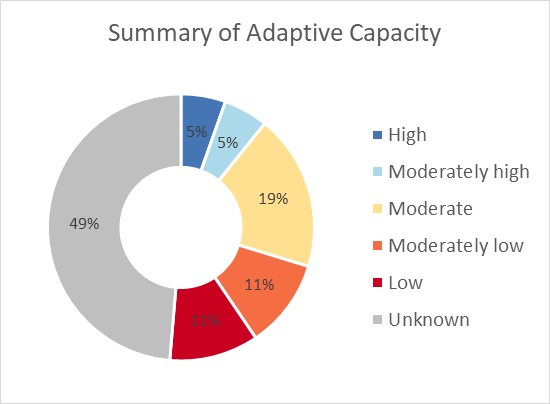 Summary of Adaptive Capacity
5%
5%
19%
11%
11%
49%
High
Moderately high
Moderate
Moderately low
Low
Unknown